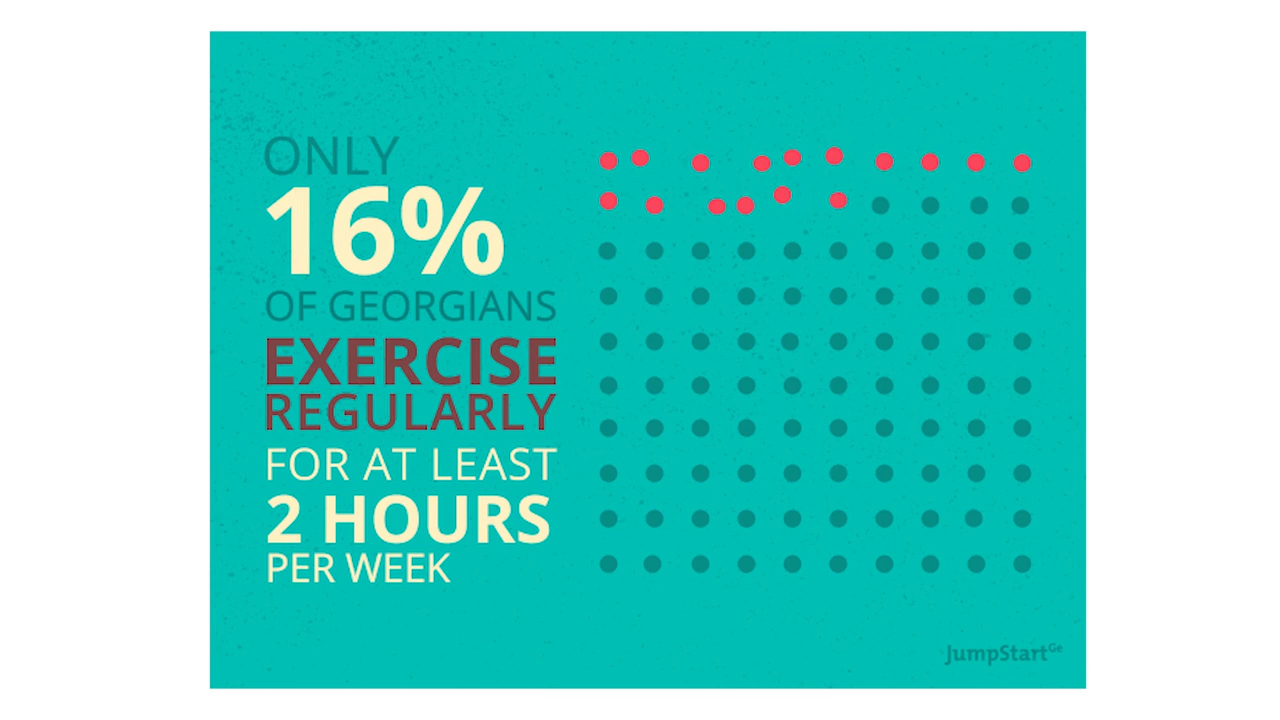 ONLY
16%
OF GEORGIANS
EXERCISE
REGULARLY
FOR AT LEAST
2 HOURS
PER WEEK
JumpStartGe